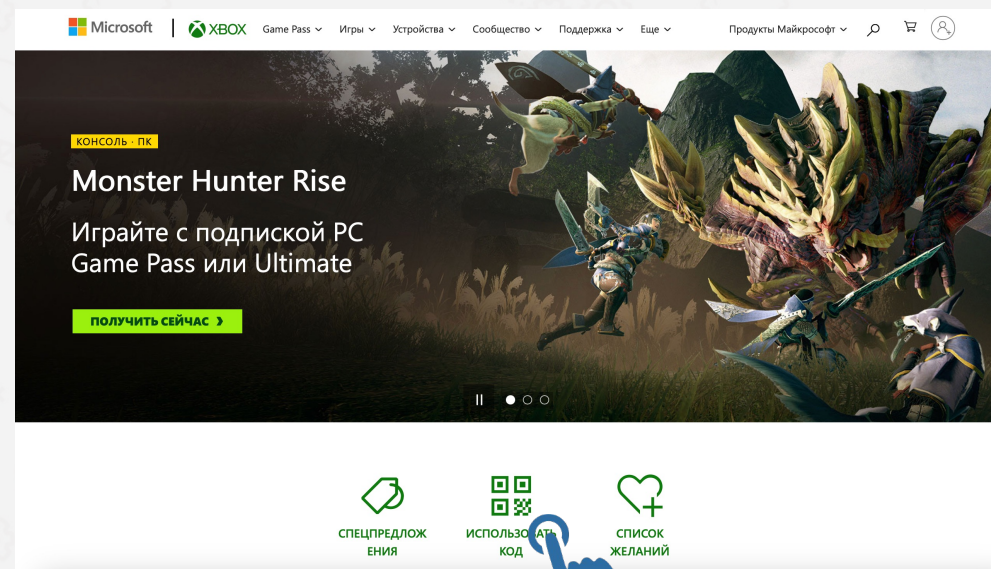 Microsoft XBOX Game Pass Игры Устройства Сообщество Поддержка Еще Продукты Майкрософт
КОНСОЛЬ · ПК
Monster Hunter Rise
Играйте с подпиской PC
Game Pass или Ultimate
ПОЛУЧИТЬ СЕЙЧАС
СПЕЦПРЕДЛОЖ
ЕНИЯ
ИСПОЛЬЗОВАТЬ
КОД
СПИСОК
ЖЕЛАНИЙ